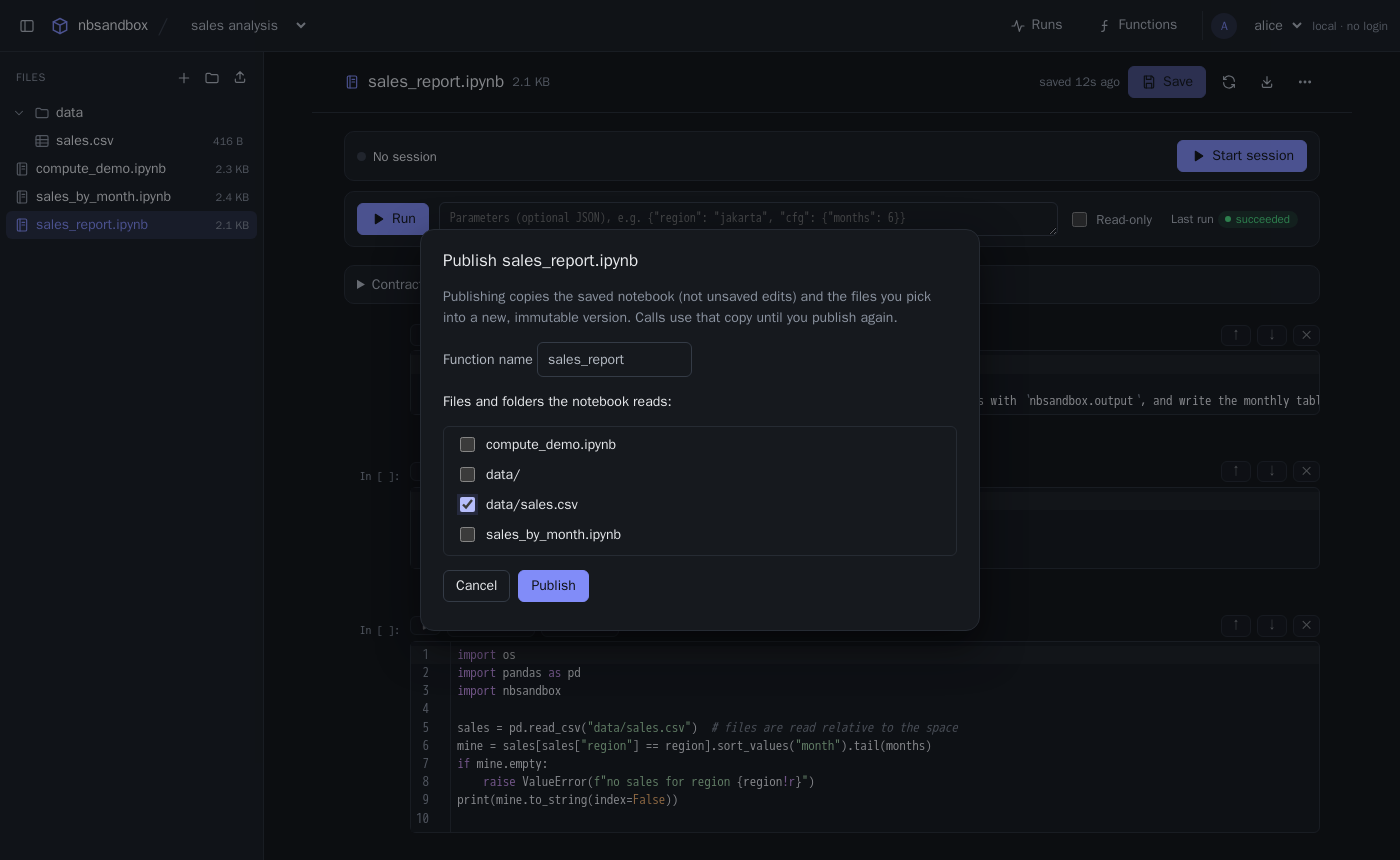 nbsandbox / sales analysis
Runs
Functions
A
alice
local · no login
FILES
data
sales.csv 416 B
compute_demo.ipynb 2.3 KB
sales_by_month.ipynb 2.4 KB
sales_report.ipynb 2.1 KB
sales_report.ipynb 2.1 KB
saved 12s ago
Save
No session
Start session
Run
Parameters (optional JSON), e.g. {"region": "jakarta", "cfg": {"months": 6}}
Read-only
Last run
succeeded
Contrac
Publish sales_report.ipynb
Publishing copies the saved notebook (not unsaved edits) and the files you pick
into a new, immutable version. Calls use that copy until you publish again.
Function name sales_report
Files and folders the notebook reads:
compute_demo.ipynb
data/
data/sales.csv
sales_by_month.ipynb
Cancel
Publish
s with `nbsandbox.output`, and write the monthly tabl
In [ ]:
In [ ]:
1 import os
2 import pandas as pd
3 import nbsandbox
4
5 sales = pd.read_csv("data/sales.csv")  # files are read relative to the space
6 mine = sales[sales["region"] == region].sort_values("month").tail(months)
7 if mine.empty:
8     raise ValueError(f"no sales for region {region!r}")
9 print(mine.to_string(index=False))
10